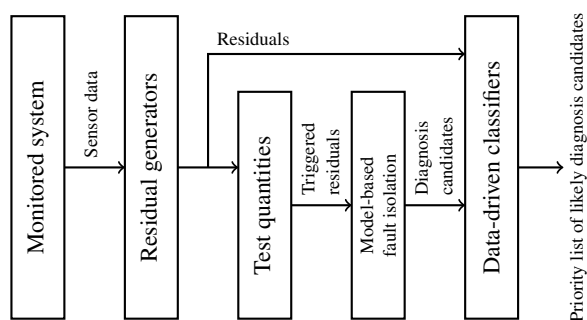 Monitored system
Sensor data
Residual generators
Residuals
Test quantities
Triggered
residuals
Model-based
fault isolation
Diagnosis
candidates
Data-driven classifiers
Priority list of likely diagnosis candidates